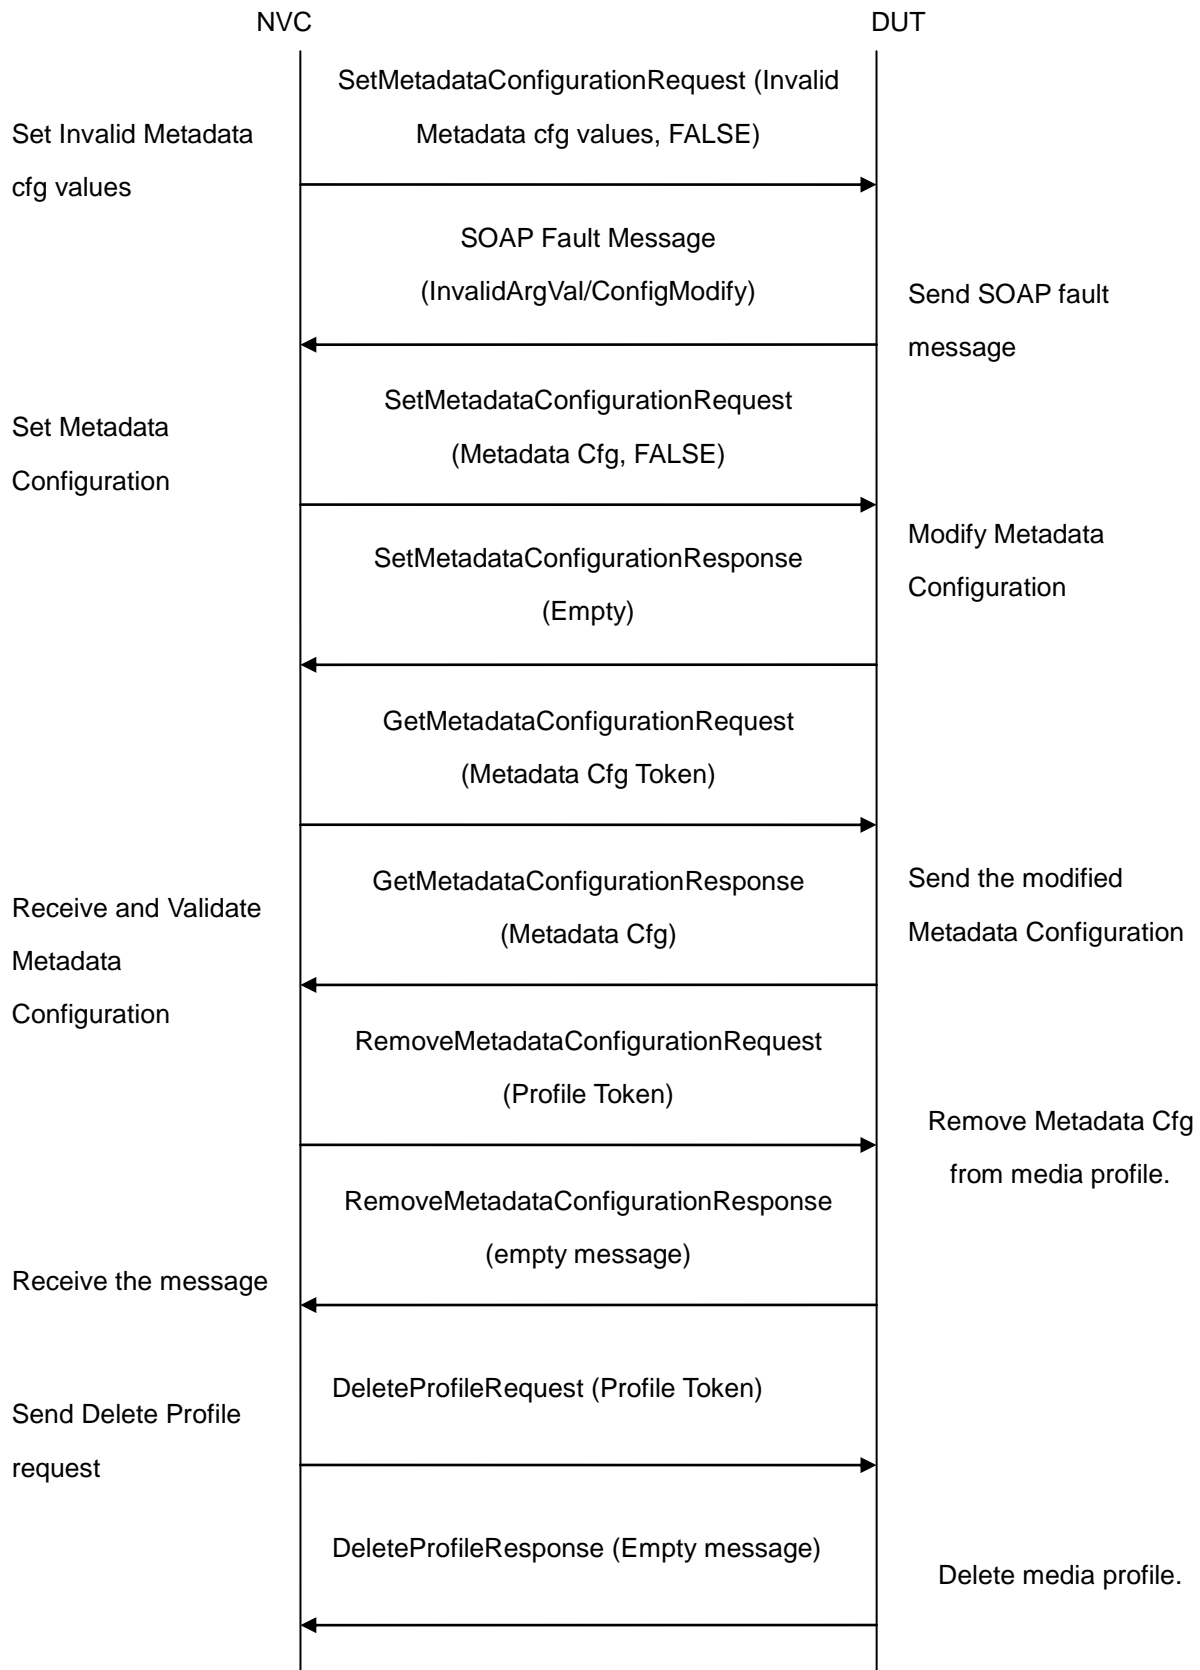 NVC
DUT
SetMetadataConfigurationRequest (Invalid
Metadata cfg values, FALSE)
Set Invalid Metadata
cfg values
SOAP Fault Message
(InvalidArgVal/ConfigModify)
Send SOAP fault
message
SetMetadataConfigurationRequest
(Metadata Cfg, FALSE)
Set Metadata
Configuration
Modify Metadata
Configuration
SetMetadataConfigurationResponse
(Empty)
GetMetadataConfigurationRequest
(Metadata Cfg Token)
GetMetadataConfigurationResponse
(Metadata Cfg)
Send the modified
Metadata Configuration
Receive and Validate
Metadata
Configuration
RemoveMetadataConfigurationRequest
(Profile Token)
Remove Metadata Cfg
from media profile.
RemoveMetadataConfigurationResponse
(empty message)
Receive the message
DeleteProfileRequest (Profile Token)
Send Delete Profile
request
DeleteProfileResponse (Empty message)
Delete media profile.